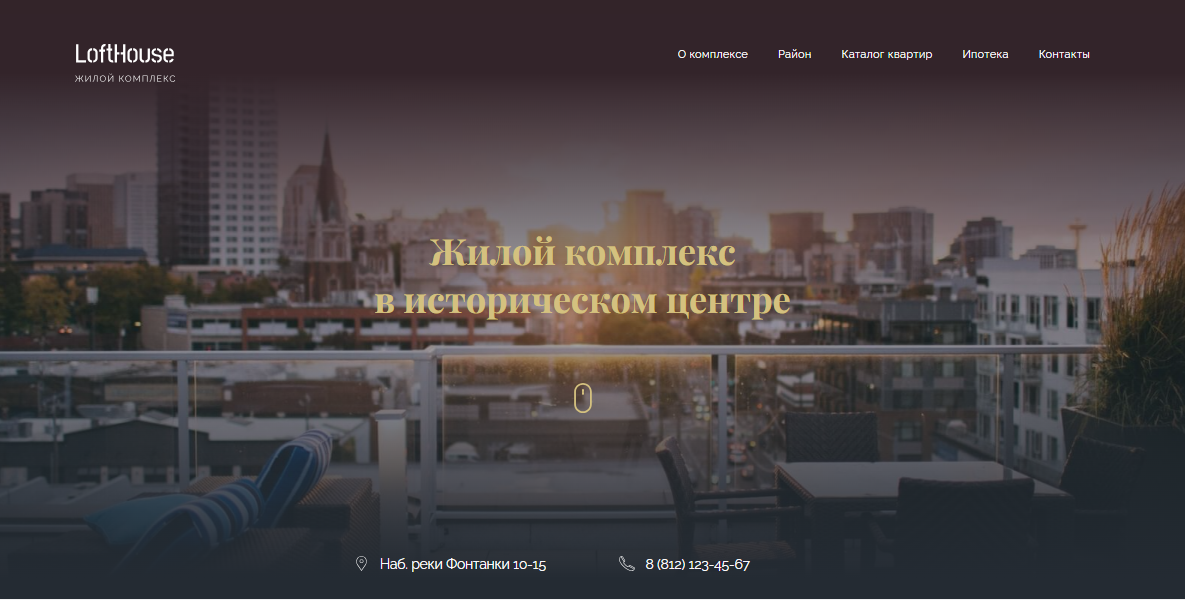 LoftHouse
ЖИЛОЙ КОМПЛЕКС
О комплексе
Район
Каталог квартир
Ипотека
Контакты
Жилой комплекс
в историческом центре
Наб. реки Фонтанки 10-15
8 (812) 123-45-67